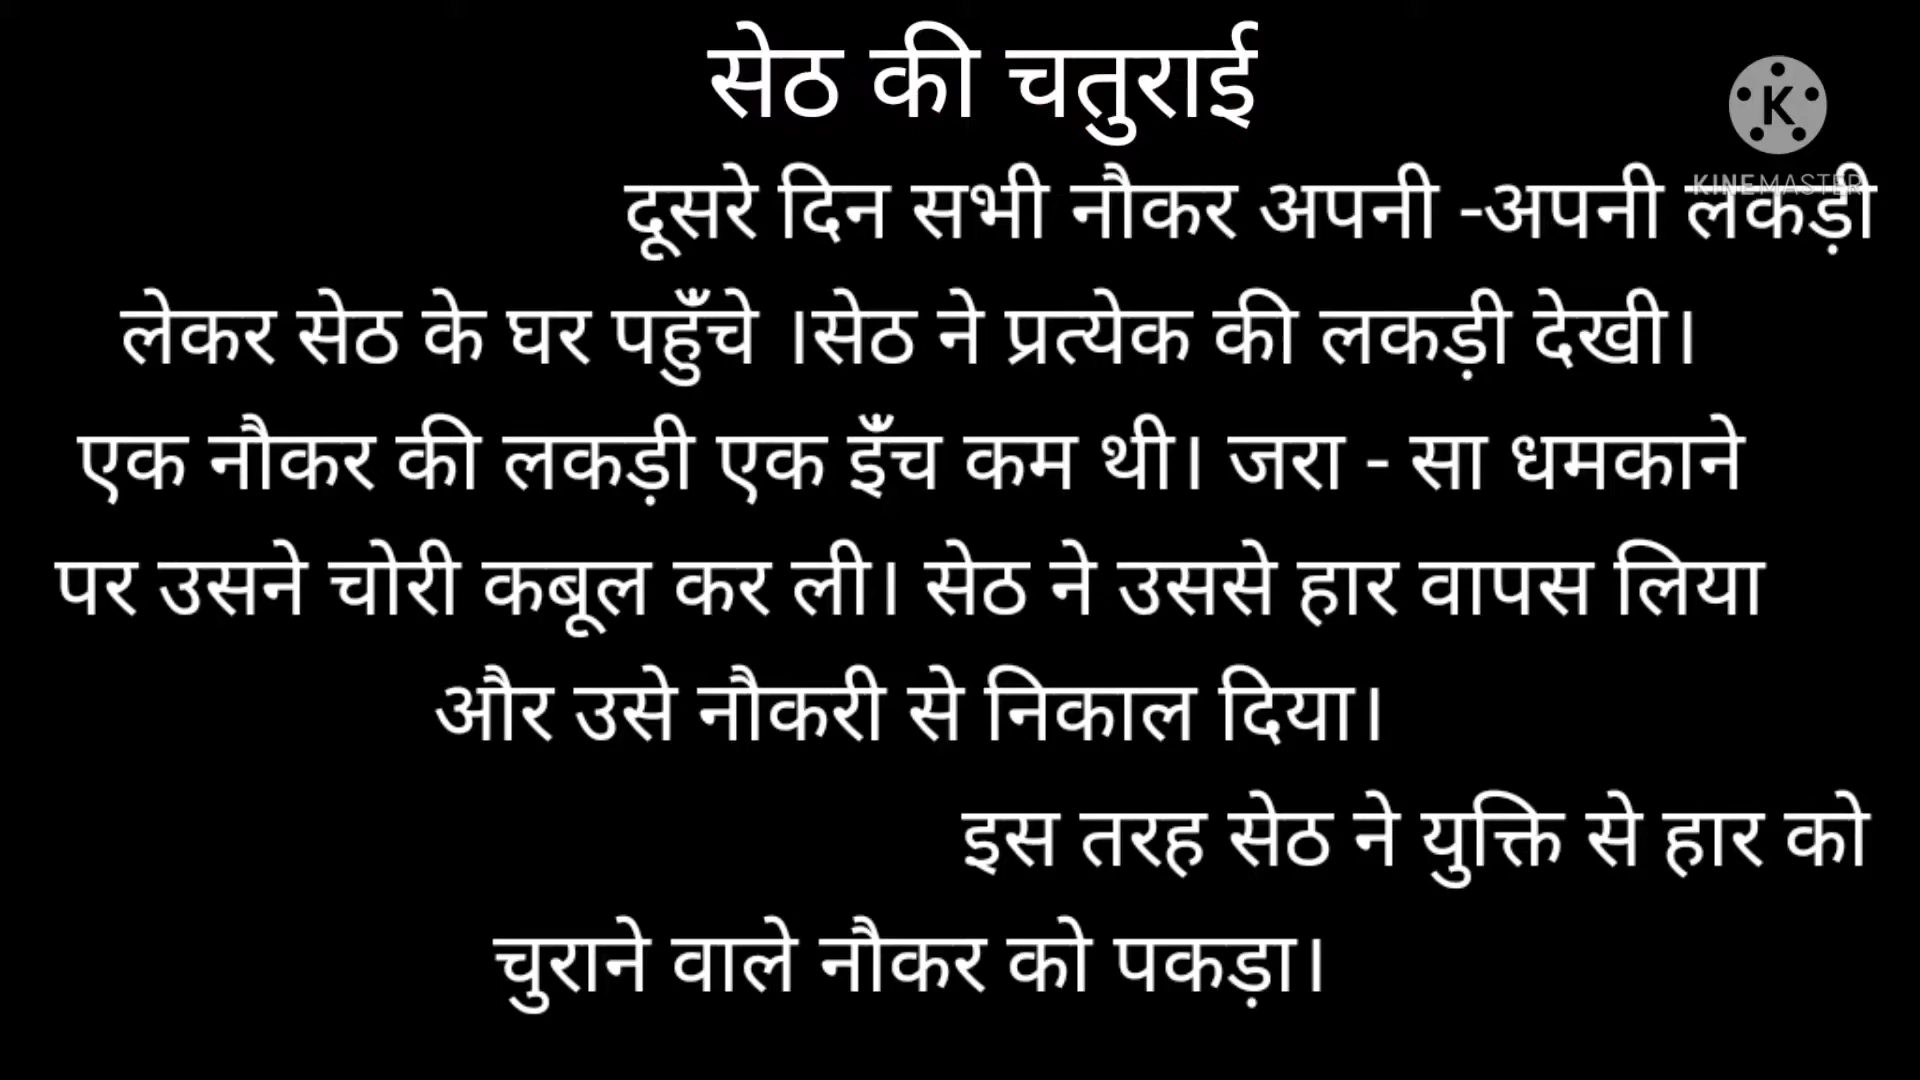 सेठ की चतुराई
K
KINEMASTER
दूसरे दिन सभी नौकर अपनी -अपनी लकड़ी
लेकर सेठ के घर पहुँचे ।सेठ ने प्रत्येक की लकड़ी देखी।
एक नौकर की लकड़ी एक इँच कम थी। जरा - सा धमकाने
पर उसने चोरी कबूल कर ली। सेठ ने उससे हार वापस लिया
और उसे नौकरी से निकाल दिया।
इस तरह सेठ ने युक्ति से हार को
चुराने वाले नौकर को पकड़ा।